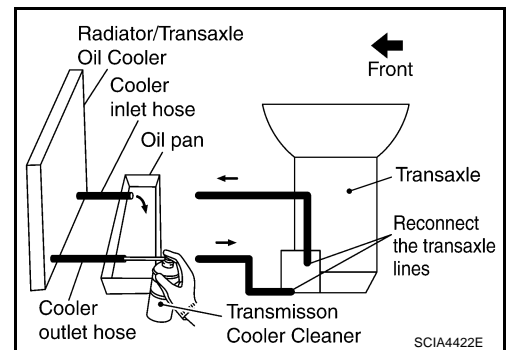 Radiator/Transaxle
Oil Cooler
Cooler
inlet hose
Oil pan
Front
Transaxle
Reconnect
the transaxle
lines
Cooler
outlet hose
Transmisson
Cooler Cleaner
SCIA4422E